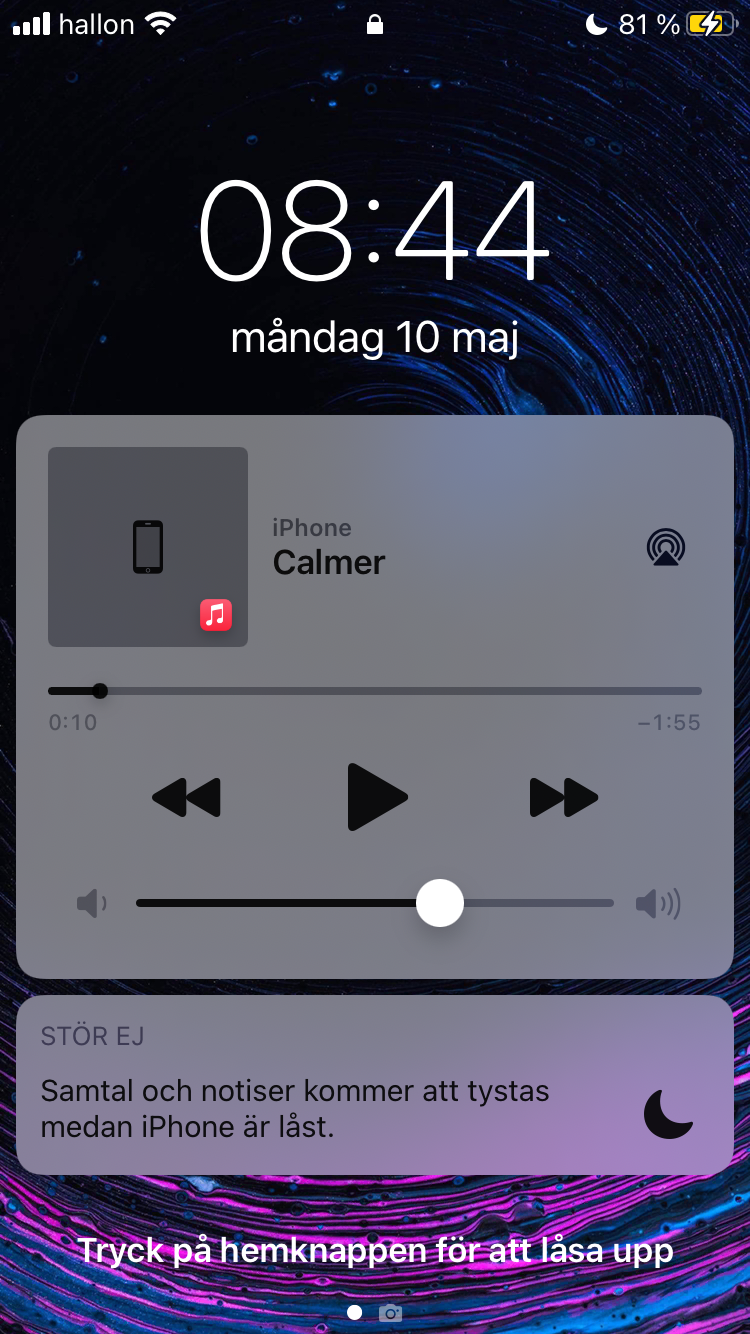 hallon 81 %
08:44
måndag 10 maj
iPhone
Calmer
0:10 −1:55
STÖR EJ
Samtal och notiser kommer att tystas
medan iPhone är låst.
Tryck på hemknappen för att låsa upp